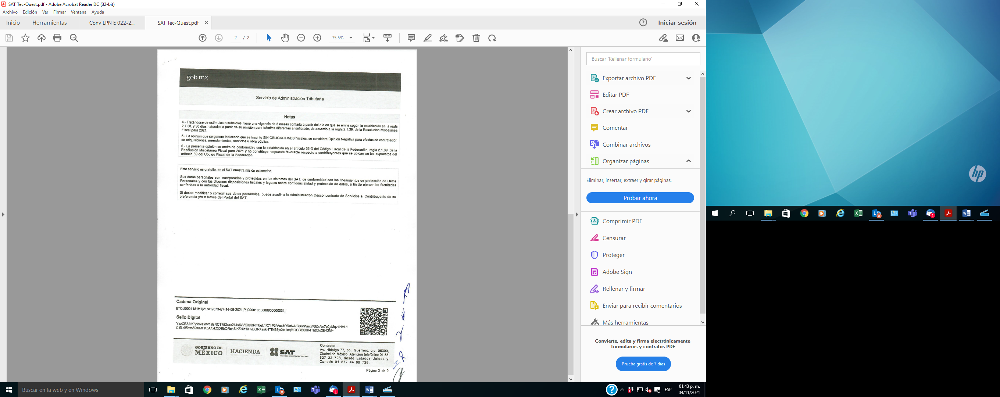 SAT Tec-Quest.pdf - Adobe Acrobat Reader DC (32-bit)
Archivo Edición Ver Firmar Ventana Ayuda
Inicio Herramientas Conv LPN E 022-2... SAT Tec-Quest.pdf × Iniciar sesión
2 / 2 75.5%
gob.mx
Servicio de Administración Tributaria
Notas
4.- Tratándose de estímulos o subsidios, tiene una vigencia de 3 meses contada a partir del día en que se emite según lo establecido en la regla
2.1.30. y 30 días naturales a partir de su emisión para trámites diferentes al señalado, de acuerdo a la regla 2.1.39. de la Resolución Miscelánea
Fiscal para 2021.
5.- La opinión que se genere indicando que es Inscrito SIN OBLIGACIONES fiscales, se considera Opinión Negativa para efectos de contratación
de adquisiciones, arrendamientos, servicios u obra pública.
6.- La presente opinión se emite de conformidad con lo establecido en el artículo 32-D del Código Fiscal de la Federación, regla 2.1.39. de la
Resolución Miscelánea Fiscal para 2021 y no constituye respuesta favorable respecto a contribuyentes que se ubican en los supuestos del
artículo 69 del Código Fiscal de la Federación.
Este servicio es gratuito, en el SAT nuestra misión es servirle.
Sus datos personales son incorporados y protegidos en los sistemas del SAT, de conformidad con los lineamientos de protección de Datos
Personales y con las diversas disposiciones fiscales y legales sobre confidencialidad y protección de datos, a fin de ejercer las facultades
conferidas a la autoridad fiscal.
Si desea modificar o corregir sus datos personales, puede acudir a la Administración Desconcentrada de Servicios al Contribuyente de su
preferencia y/o a través del Portal del SAT.
Cadena Original
||TQU0001181H1|21NH2673474|14-09-2021|P||00001088888800000031||
Sello Digital
GOBIERNO DE
MÉXICO
HACIENDA
SAT
Contacto:
Av. Hidalgo 77, col. Guerrero, c.p. 06300,
Ciudad de México. Atención telefónica 01 55
627 22 728, desde Estados Unidos y
Canadá 01 877 44 88 728.
Página 2 de 2
Buscar 'Rellenar formulario'
Exportar archivo PDF
Editar PDF
Crear archivo PDF
Comentar
Combinar archivos
Organizar páginas
Eliminar, insertar, extraer y girar páginas.
Probar ahora
Comprimir PDF
Censurar
Proteger
Adobe Sign
Rellenar y firmar
Enviar para recibir comentarios
Más herramientas
Convierte, edita y firma electrónicamente
formularios y contratos PDF
Prueba gratis de 7 días
hp
Buscar en la web y en Windows
ESP
01:43 p. m.
04/11/2021